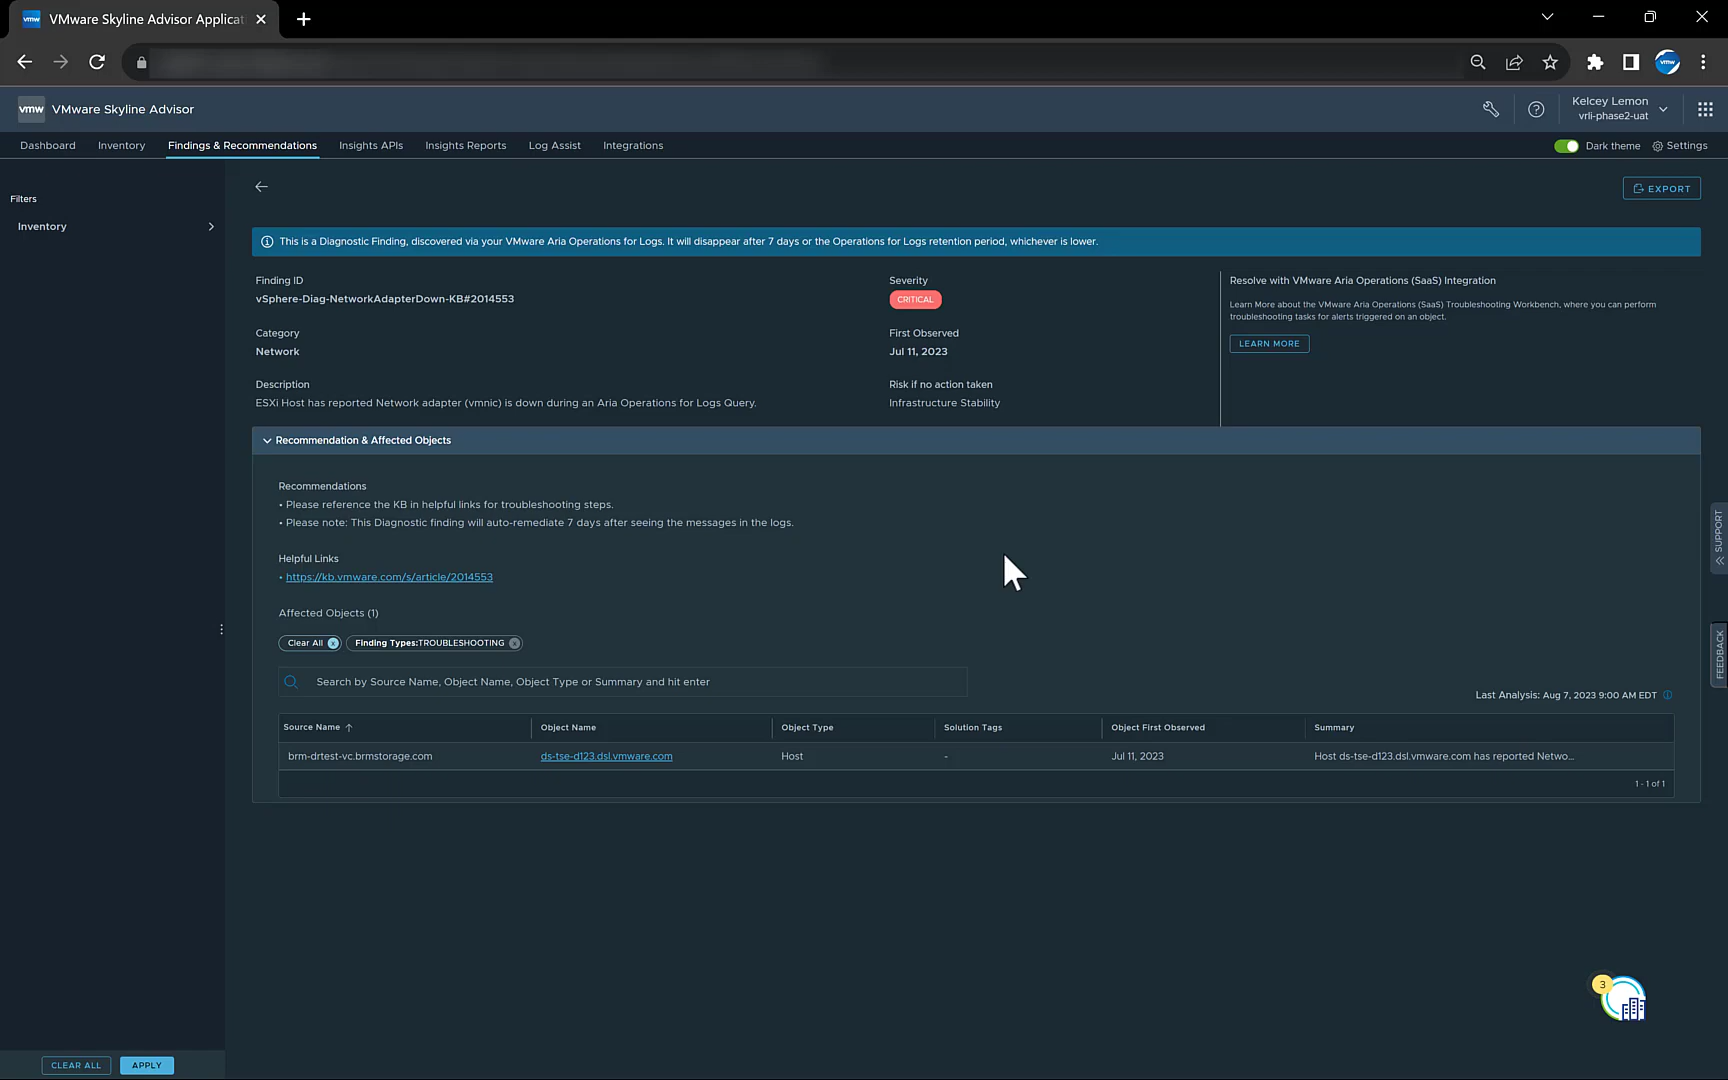 vmw VMware Skyline Advisor Applicat
vmw
vmw VMware Skyline Advisor
Kelcey Lemon
vrli-phase2-uat
Dashboard Inventory Findings & Recommendations Insights APIs Insights Reports Log Assist Integrations
Dark theme Settings
Filters
Inventory
EXPORT
This is a Diagnostic Finding, discovered via your VMware Aria Operations for Logs. It will disappear after 7 days or the Operations for Logs retention period, whichever is lower.
Finding ID
vSphere-Diag-NetworkAdapterDown-KB#2014553
Severity
CRITICAL
Category
Network
First Observed
Jul 11, 2023
Description
ESXi Host has reported Network adapter (vmnic) is down during an Aria Operations for Logs Query.
Risk if no action taken
Infrastructure Stability
Resolve with VMware Aria Operations (SaaS) Integration
Learn More about the VMware Aria Operations (SaaS) Troubleshooting Workbench, where you can perform
troubleshooting tasks for alerts triggered on an object.
LEARN MORE
Recommendation & Affected Objects
Recommendations
• Please reference the KB in helpful links for troubleshooting steps.
• Please note: This Diagnostic finding will auto-remediate 7 days after seeing the messages in the logs.
Helpful Links
• https://kb.vmware.com/s/article/2014553
Affected Objects (1)
Clear All Finding Types:TROUBLESHOOTING
Search by Source Name, Object Name, Object Type or Summary and hit enter
Last Analysis: Aug 7, 2023 9:00 AM EDT
Source Name Object Name Object Type Solution Tags Object First Observed Summary
brm-drtest-vc.brmstorage.com ds-tse-d123.dsl.vmware.com Host - Jul 11, 2023 Host ds-tse-d123.dsl.vmware.com has reported Netwo...
1 - 1 of 1
SUPPORT
FEEDBACK
3
CLEAR ALL APPLY